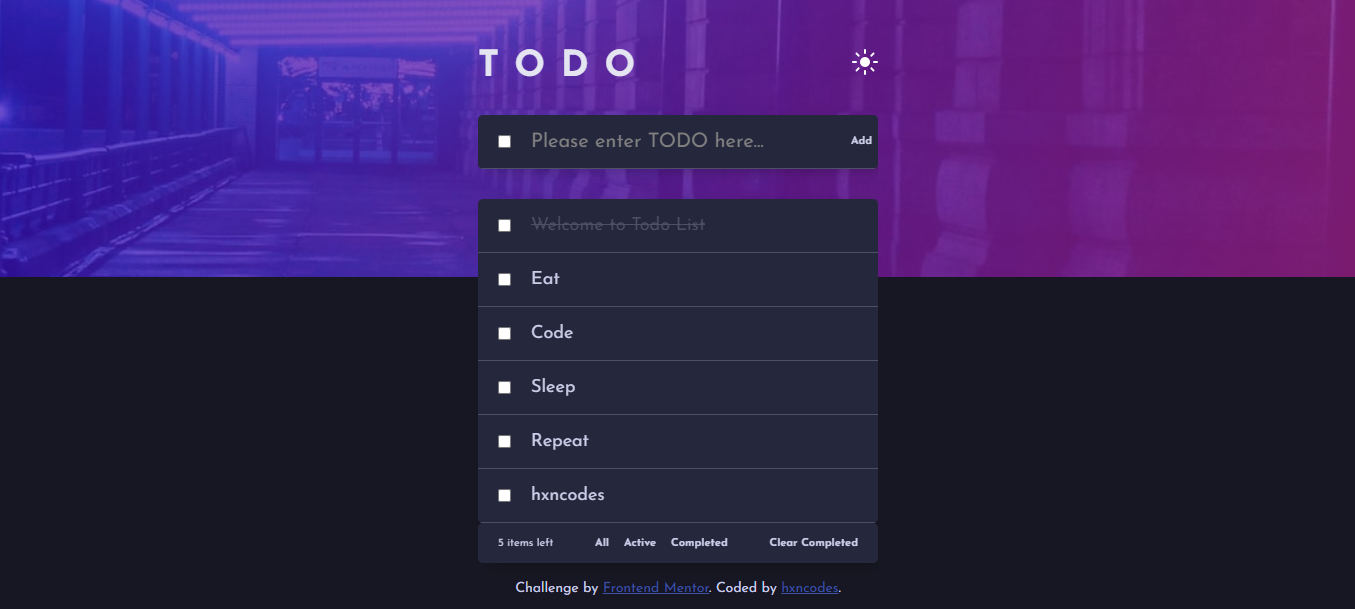 TODO
Please enter TODO here... Add
Welcome to Todo List
Eat
Code
Sleep
Repeat
hxncodes
5 items left All Active Completed Clear Completed
Challenge by Frontend Mentor. Coded by hxncodes.